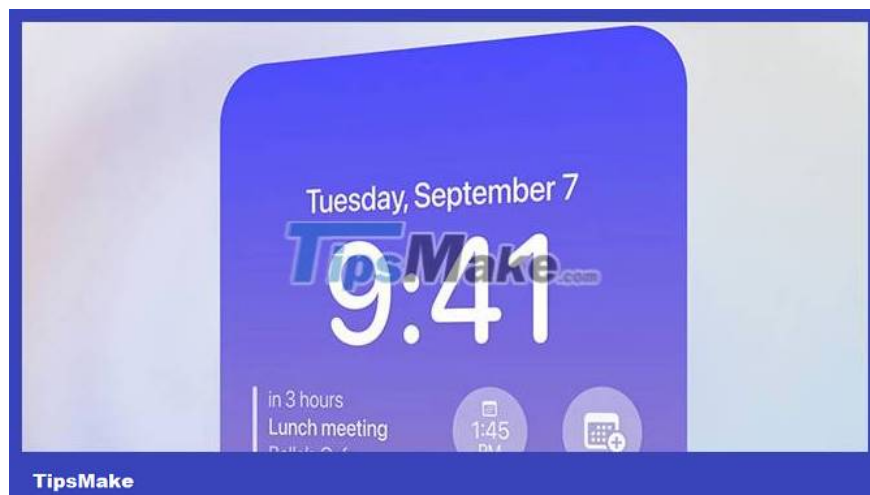 Tuesday, September 7
TipsMake.com
9:41
in 3 hours
Lunch meeting
1:45
PM
TipsMake